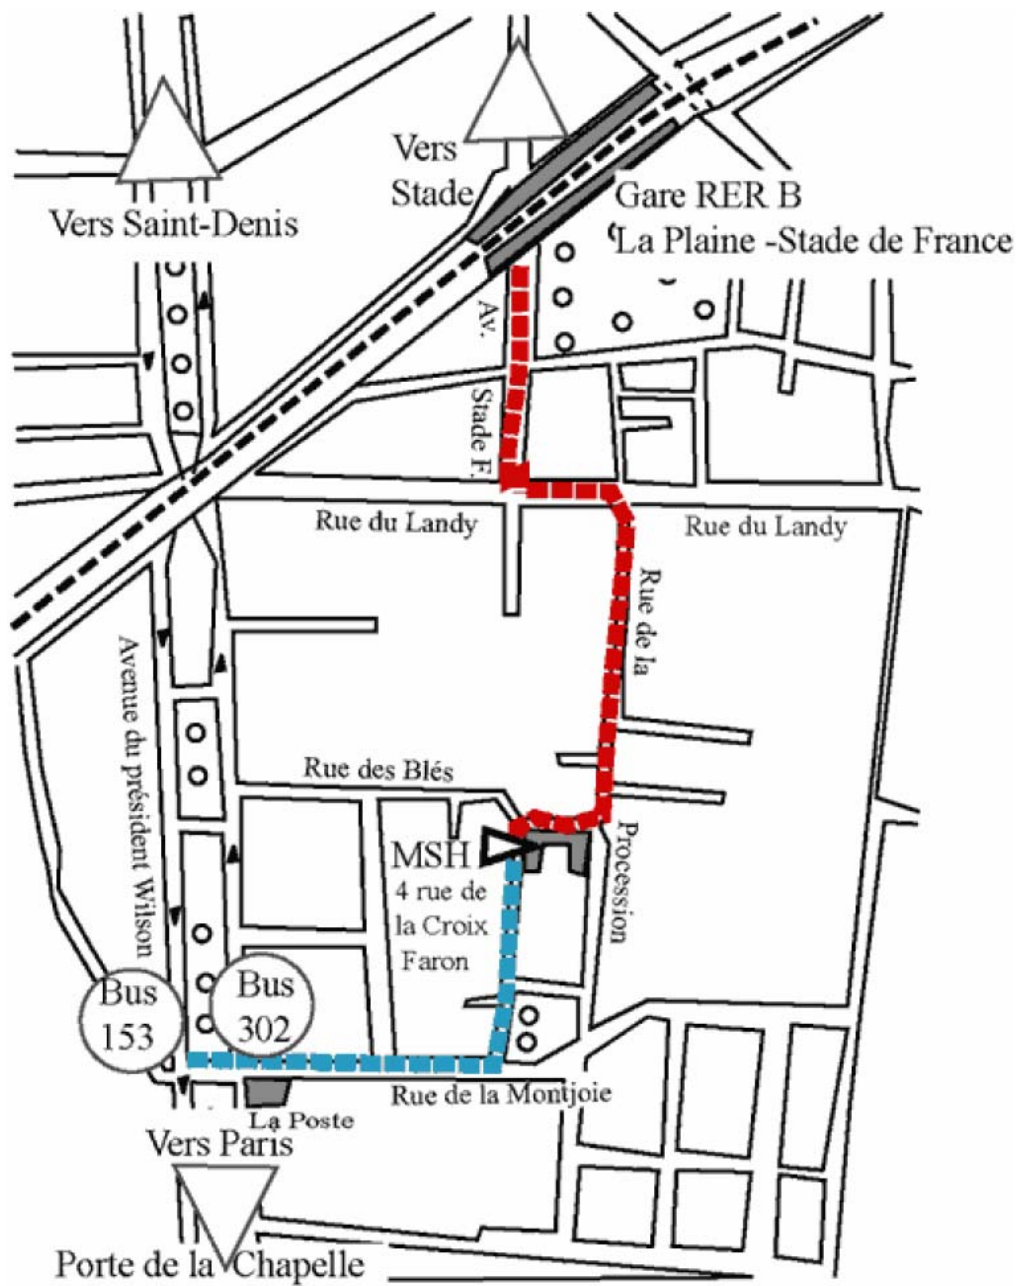 Vers
Stade
Vers Saint-Denis
Gare RER B
La Plaine -Stade de France
Av.
Stade F.
Rue du Landy
Rue du Landy
Rue de la
Procession
Avenue du président Wilson
Rue des Blés
MSH
4 rue de
la Croix
Faron
Bus
153
Bus
302
Rue de la Montjoie
La Poste
Vers Paris
Porte de la Chapelle